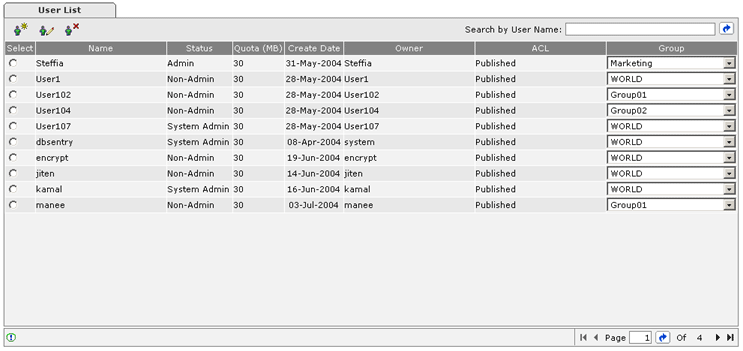 User List
Search by User Name:
Select Name Status Quota (MB) Create Date Owner ACL Group
Steffia Admin 30 31-May-2004 Steffia Published Marketing
User1 Non-Admin 30 28-May-2004 User1 Published WORLD
User102 Non-Admin 30 28-May-2004 User102 Published Group01
User104 Non-Admin 30 28-May-2004 User104 Published Group02
User107 System Admin 30 28-May-2004 User107 Published WORLD
dbsentry System Admin 30 08-Apr-2004 system Published WORLD
encrypt Non-Admin 30 19-Jun-2004 encrypt Published WORLD
jiten Non-Admin 30 14-Jun-2004 jiten Published WORLD
kamal System Admin 30 16-Jun-2004 kamal Published WORLD
manee Non-Admin 30 03-Jul-2004 manee Published Group01
Page 1 Of 4